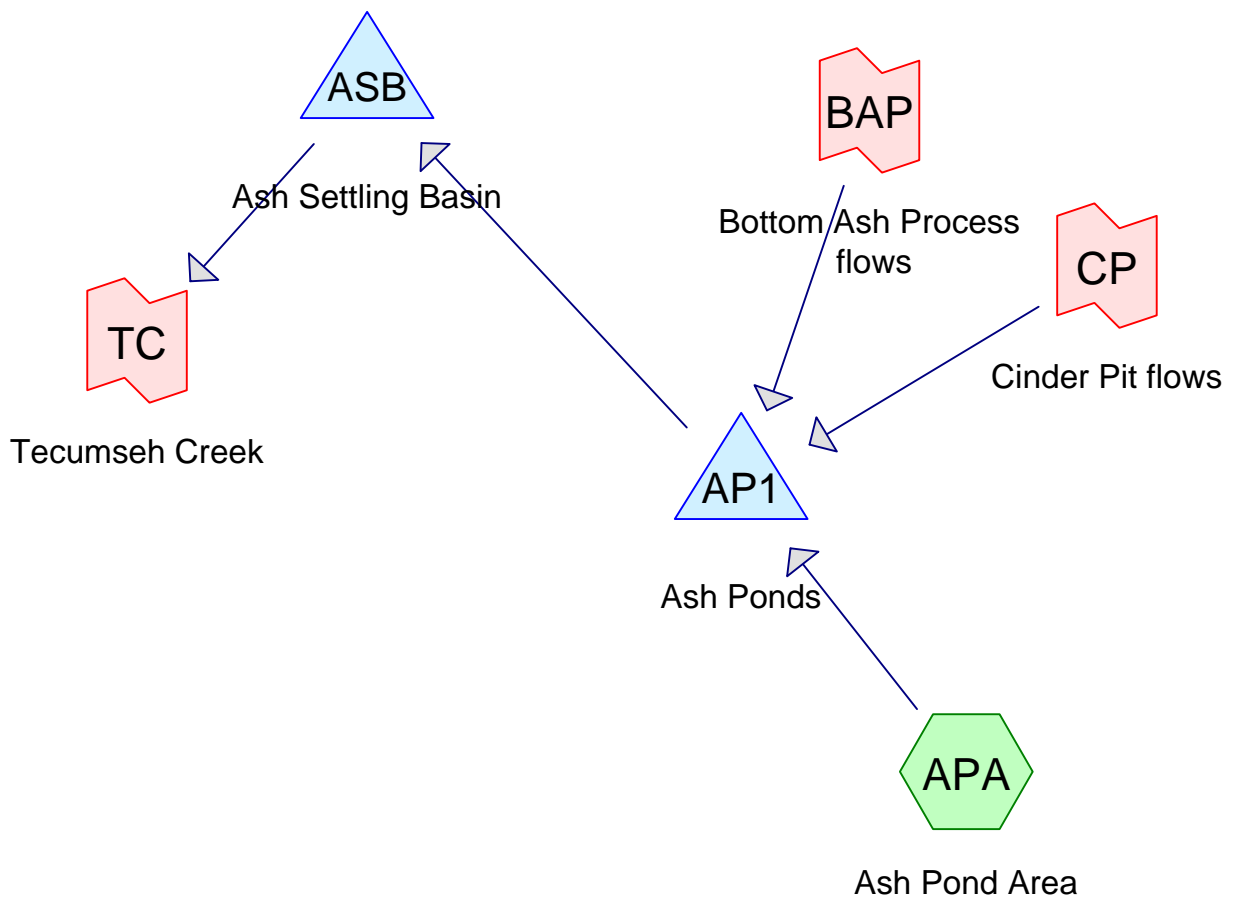 ASB
Ash Settling Basin
BAP
Bottom Ash Process
flows
CP
Cinder Pit flows
TC
Tecumseh Creek
AP1
Ash Ponds
APA
Ash Pond Area